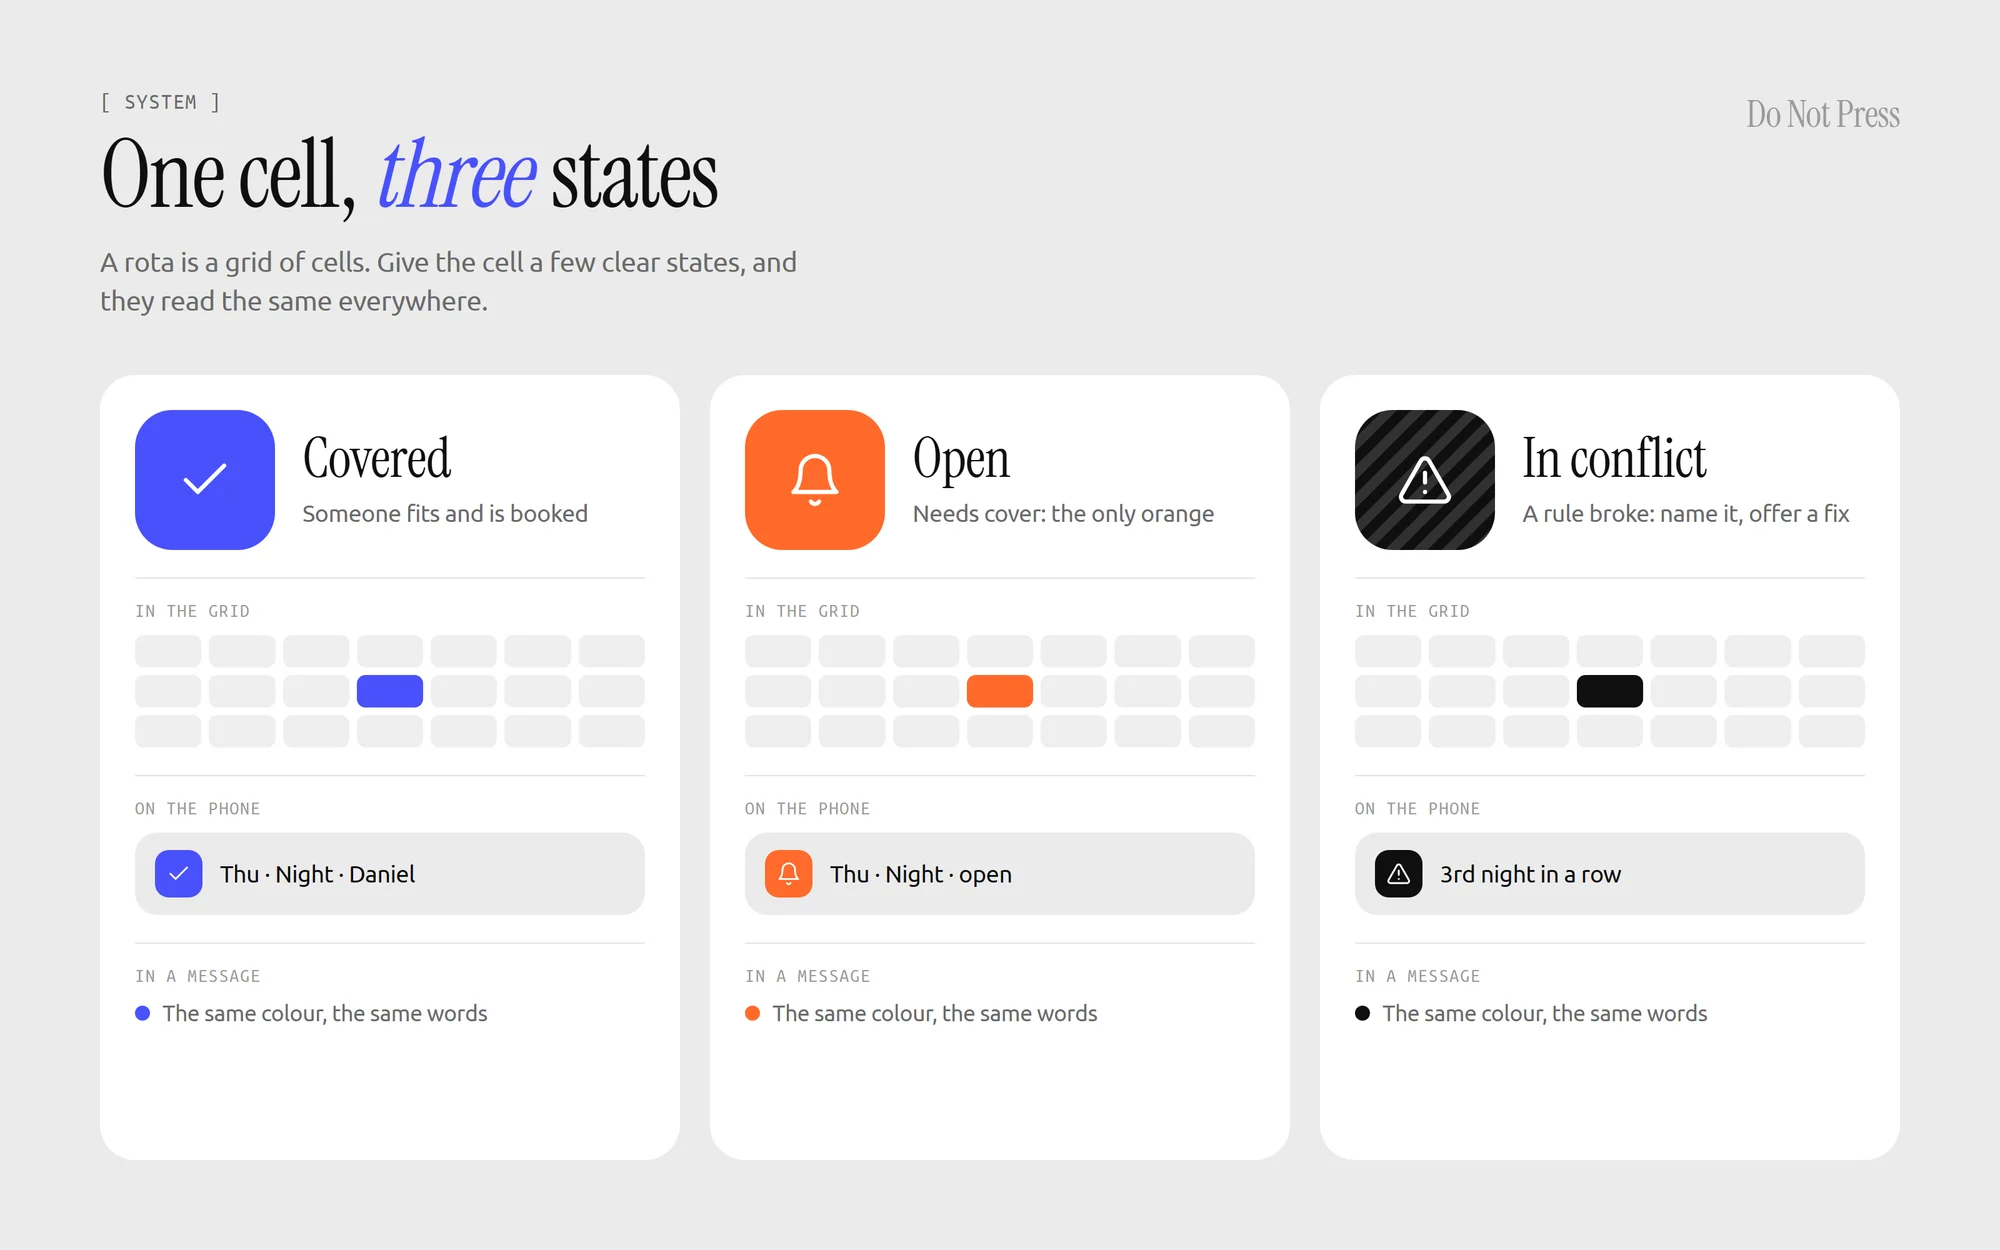 [ SYSTEM ]
Do Not Press
One cell, three states
A rota is a grid of cells. Give the cell a few clear states, and
they read the same everywhere.
Covered
Someone fits and is booked
IN THE GRID
ON THE PHONE
Thu · Night · Daniel
IN A MESSAGE
The same colour, the same words
Open
Needs cover: the only orange
IN THE GRID
ON THE PHONE
Thu · Night · open
IN A MESSAGE
The same colour, the same words
In conflict
A rule broke: name it, offer a fix
IN THE GRID
ON THE PHONE
3rd night in a row
IN A MESSAGE
The same colour, the same words